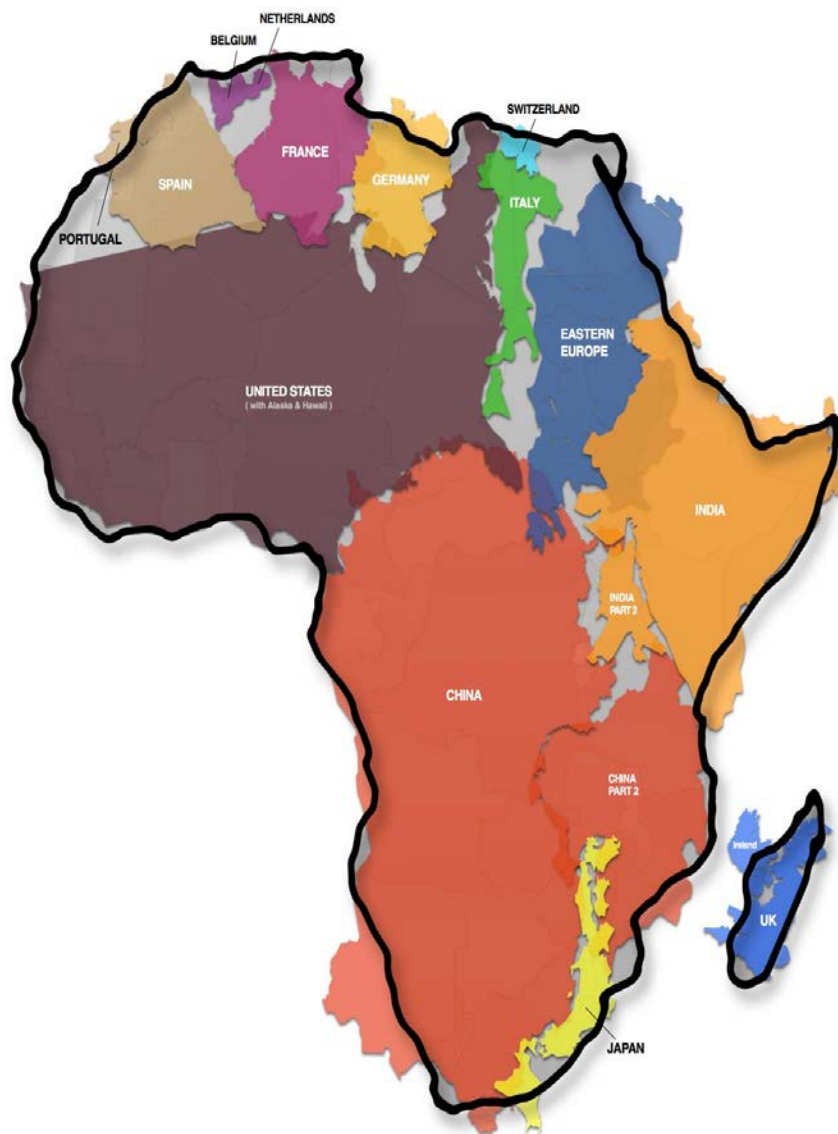 NETHERLANDS
BELGIUM
SWITZERLAND
FRANCE
GERMANY
SPAIN
ITALY
PORTUGAL
EASTERN
EUROPE
UNITED STATES
( with Alaska & Hawaii )
INDIA
INDIA
PART 2
CHINA
CHINA
PART 2
Ireland
UK
JAPAN